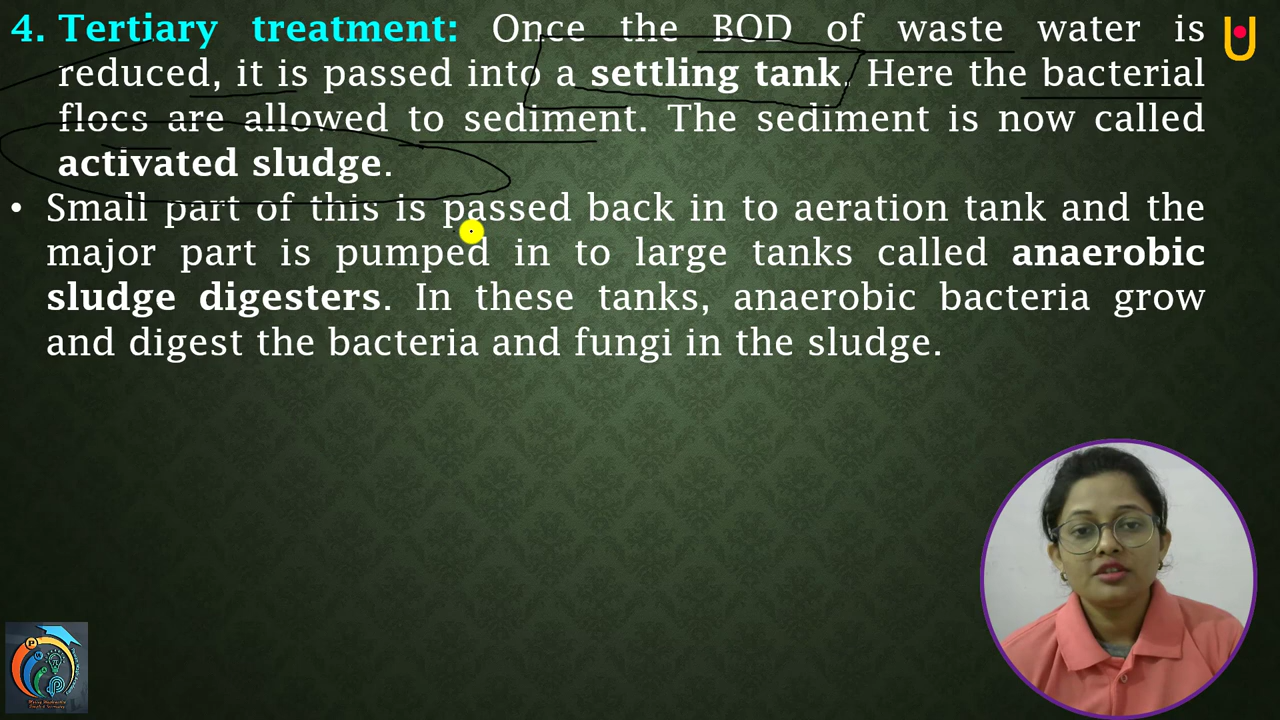 4. Tertiary treatment: Once the BOD of waste water is
reduced, it is passed into a settling tank. Here the bacterial
flocs are allowed to sediment. The sediment is now called
activated sludge.
• Small part of this is passed back in to aeration tank and the
major part is pumped in to large tanks called anaerobic
sludge digesters. In these tanks, anaerobic bacteria grow
and digest the bacteria and fungi in the sludge.